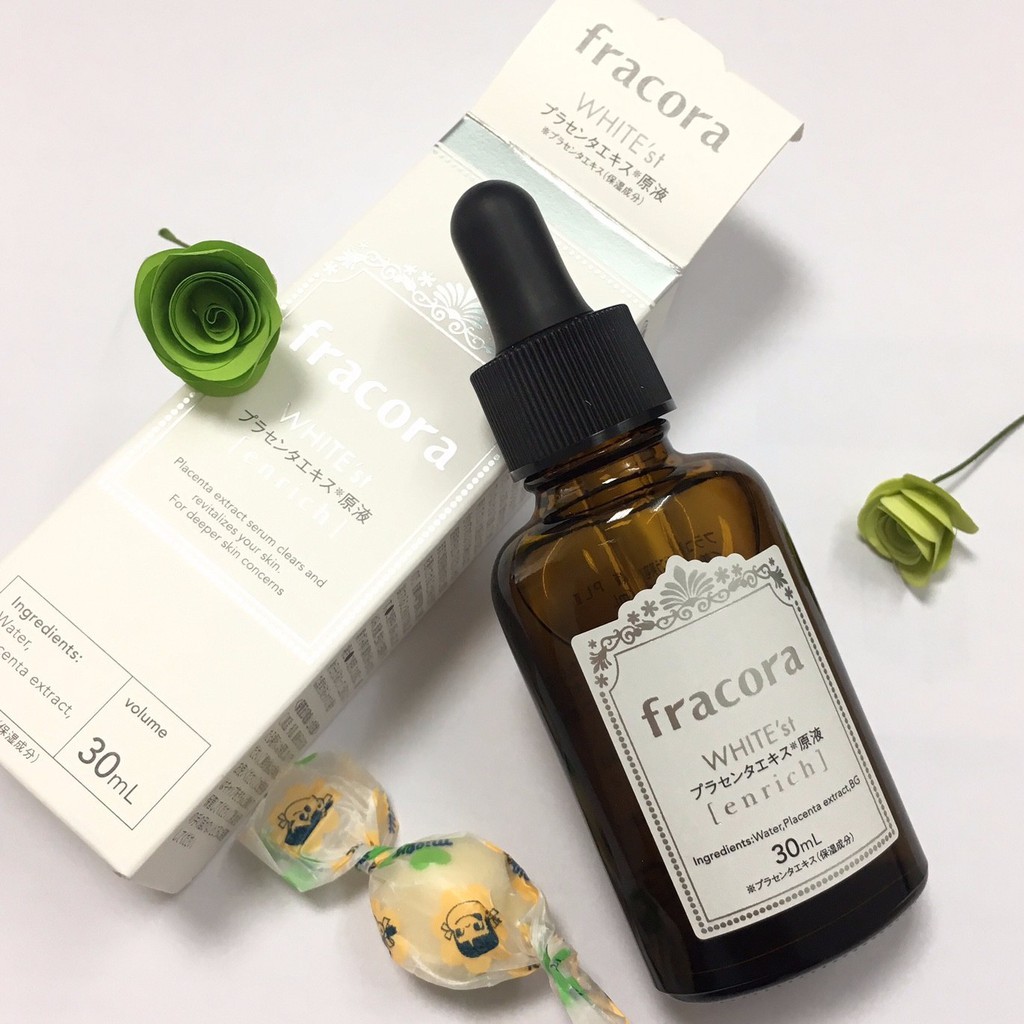 fracora
WHITE'st
プラセンタエキス※原液
※プラセンタエキス(保湿成分)
fracora
WHITE'st
プラセンタエキス※原液
[enrich]
Placenta extract serum clears and
revitalizes your skin.
For deeper skin concerns
Ingredients:
Water,
centa extract,
保湿成分)
volume
30mL
fracora
WHITE'st
プラセンタエキス※原液
[enrich]
Ingredients:Water,Placenta extract,BG
30mL
※プラセンタエキス(保湿成分)